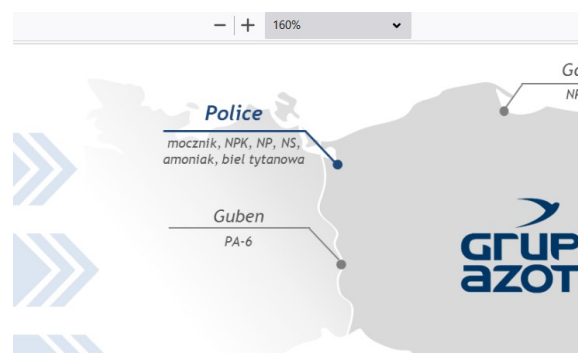 160%
Police
mocznik, NPK, NP, NS,
amoniak, biel tytanowa
Guben
PA-6
GRUP
AZOT